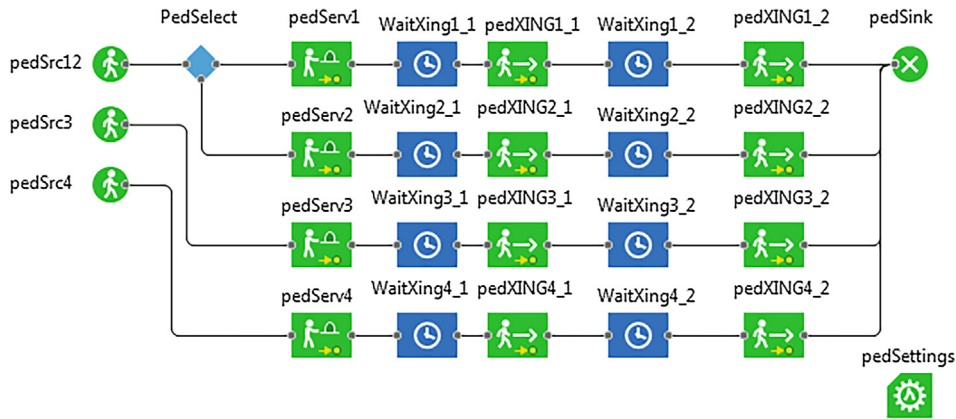 PedSelect pedServ1 WaitXing1_1 pedXING1_1 WaitXing1_2 pedXING1_2 pedSink
pedSrc12
pedServ2 WaitXing2_1 pedXING2_1 WaitXing2_2 pedXING2_2
pedSrc3
pedSrc4
pedServ3 WaitXing3_1 pedXING3_1 WaitXing3_2 pedXING3_2
pedServ4 WaitXing4_1 pedXING4_1 WaitXing4_2 pedXING4_2
pedSettings